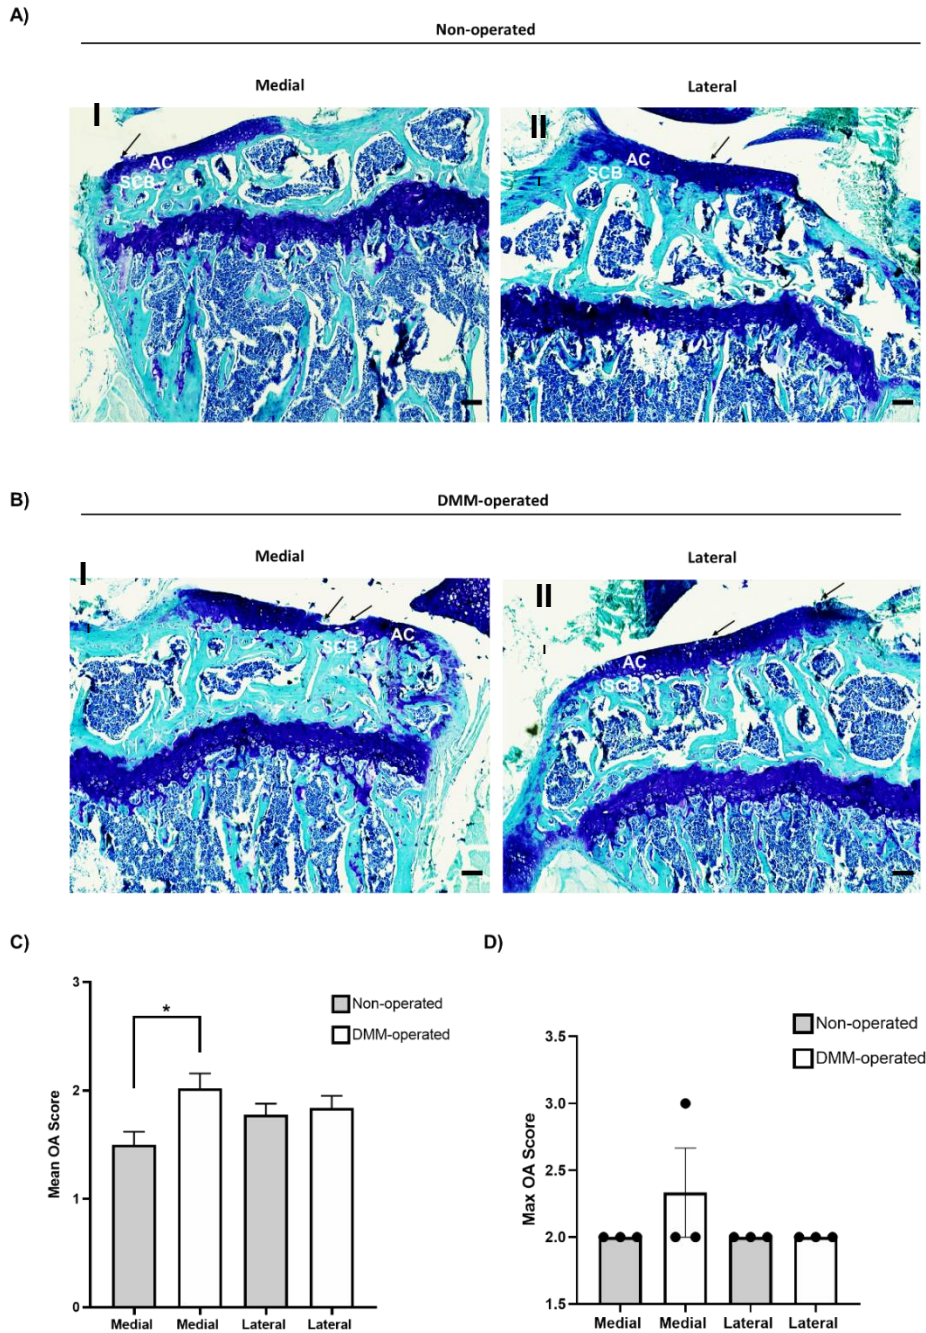 A)
Non-operated
Medial
Lateral
I
II
AC
SCB
AC
SCB
B)
DMM-operated
Medial
Lateral
I
II
AC
SCB
AC
SCB
C)
D)
3
2
1
0
Mean OA Score
*
Non-operated
DMM-operated
Medial
Medial
Lateral
Lateral
3.5
3.0
2.5
2.0
1.5
Max OA Score
Non-operated
DMM-operated
Medial
Medial
Lateral
Lateral